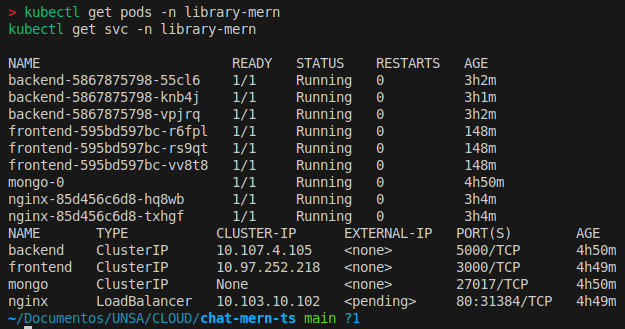 > kubectl get pods -n library-mern
kubectl get svc -n library-mern
NAME READY STATUS RESTARTS AGE
backend-5867875798-55cl6 1/1 Running 0 3h2m
backend-5867875798-knb4j 1/1 Running 0 3h1m
backend-5867875798-vpjrq 1/1 Running 0 3h2m
frontend-595bd597bc-r6fpl 1/1 Running 0 148m
frontend-595bd597bc-rs9qt 1/1 Running 0 148m
frontend-595bd597bc-vv8t8 1/1 Running 0 148m
mongo-0 1/1 Running 0 4h50m
nginx-85d456c6d8-hq8wb 1/1 Running 0 3h4m
nginx-85d456c6d8-txhgf 1/1 Running 0 3h4m
NAME TYPE CLUSTER-IP EXTERNAL-IP PORT(S) AGE
backend ClusterIP 10.107.4.105 <none> 5000/TCP 4h50m
frontend ClusterIP 10.97.252.218 <none> 3000/TCP 4h49m
mongo ClusterIP None <none> 27017/TCP 4h50m
nginx LoadBalancer 10.103.10.102 <pending> 80:31384/TCP 4h49m
~/Documentos/UNSA/CLOUD/chat-mern-ts main ?1